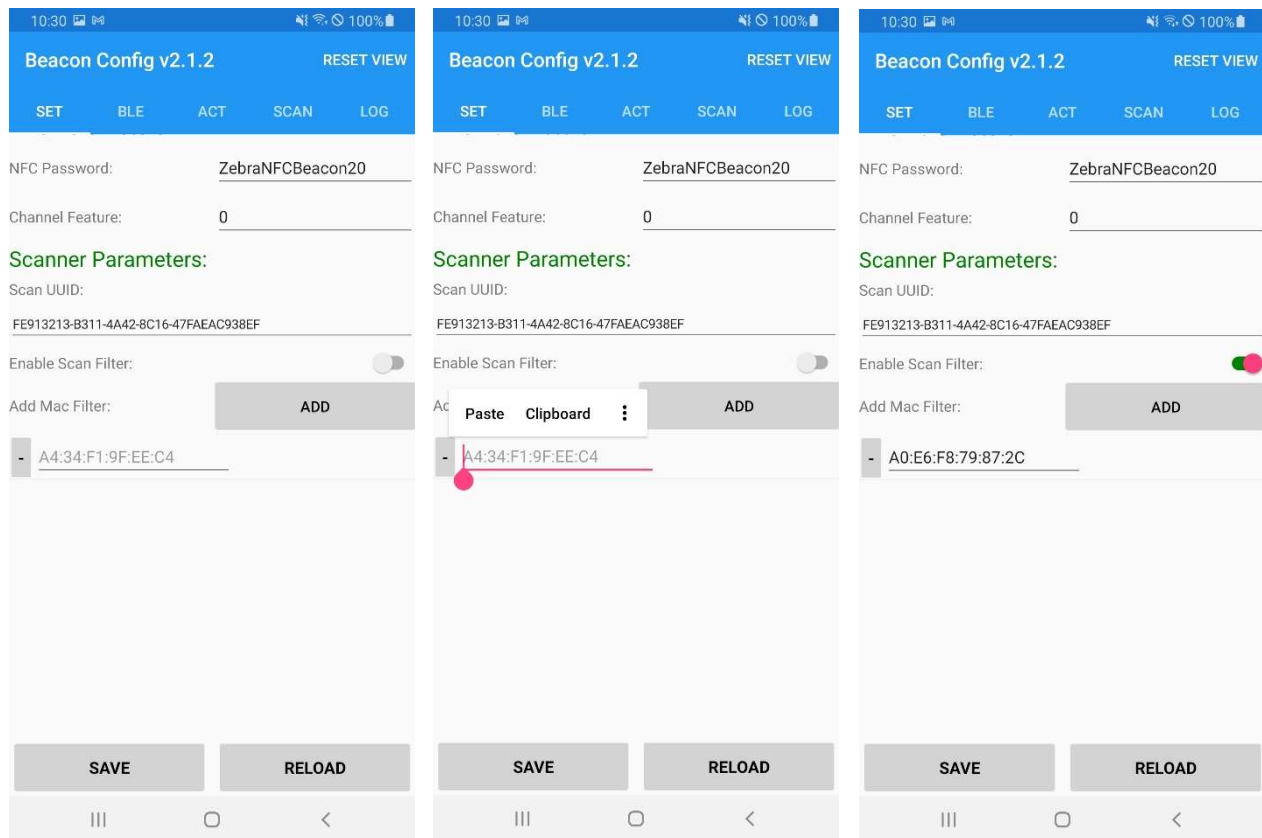 10:30 100%
Beacon Config v2.1.2 RESET VIEW
SET BLE ACT SCAN LOG
NFC Password: ZebraNFCBeacon20
Channel Feature: 0
Scanner Parameters:
Scan UUID:
FE913213-B311-4A42-8C16-47FAEAC938EF
Enable Scan Filter:
Add Mac Filter: ADD
- A4:34:F1:9F:EE:C4
SAVE RELOAD
10:30 100%
Beacon Config v2.1.2 RESET VIEW
SET BLE ACT SCAN LOG
NFC Password: ZebraNFCBeacon20
Channel Feature: 0
Scanner Parameters:
Scan UUID:
FE913213-B311-4A42-8C16-47FAEAC938EF
Enable Scan Filter:
Ad Paste Clipboard ADD
- A4:34:F1:9F:EE:C4
SAVE RELOAD
10:30 100%
Beacon Config v2.1.2 RESET VIEW
SET BLE ACT SCAN LOG
NFC Password: ZebraNFCBeacon20
Channel Feature: 0
Scanner Parameters:
Scan UUID:
FE913213-B311-4A42-8C16-47FAEAC938EF
Enable Scan Filter:
Add Mac Filter: ADD
- A0:E6:F8:79:87:2C
SAVE RELOAD